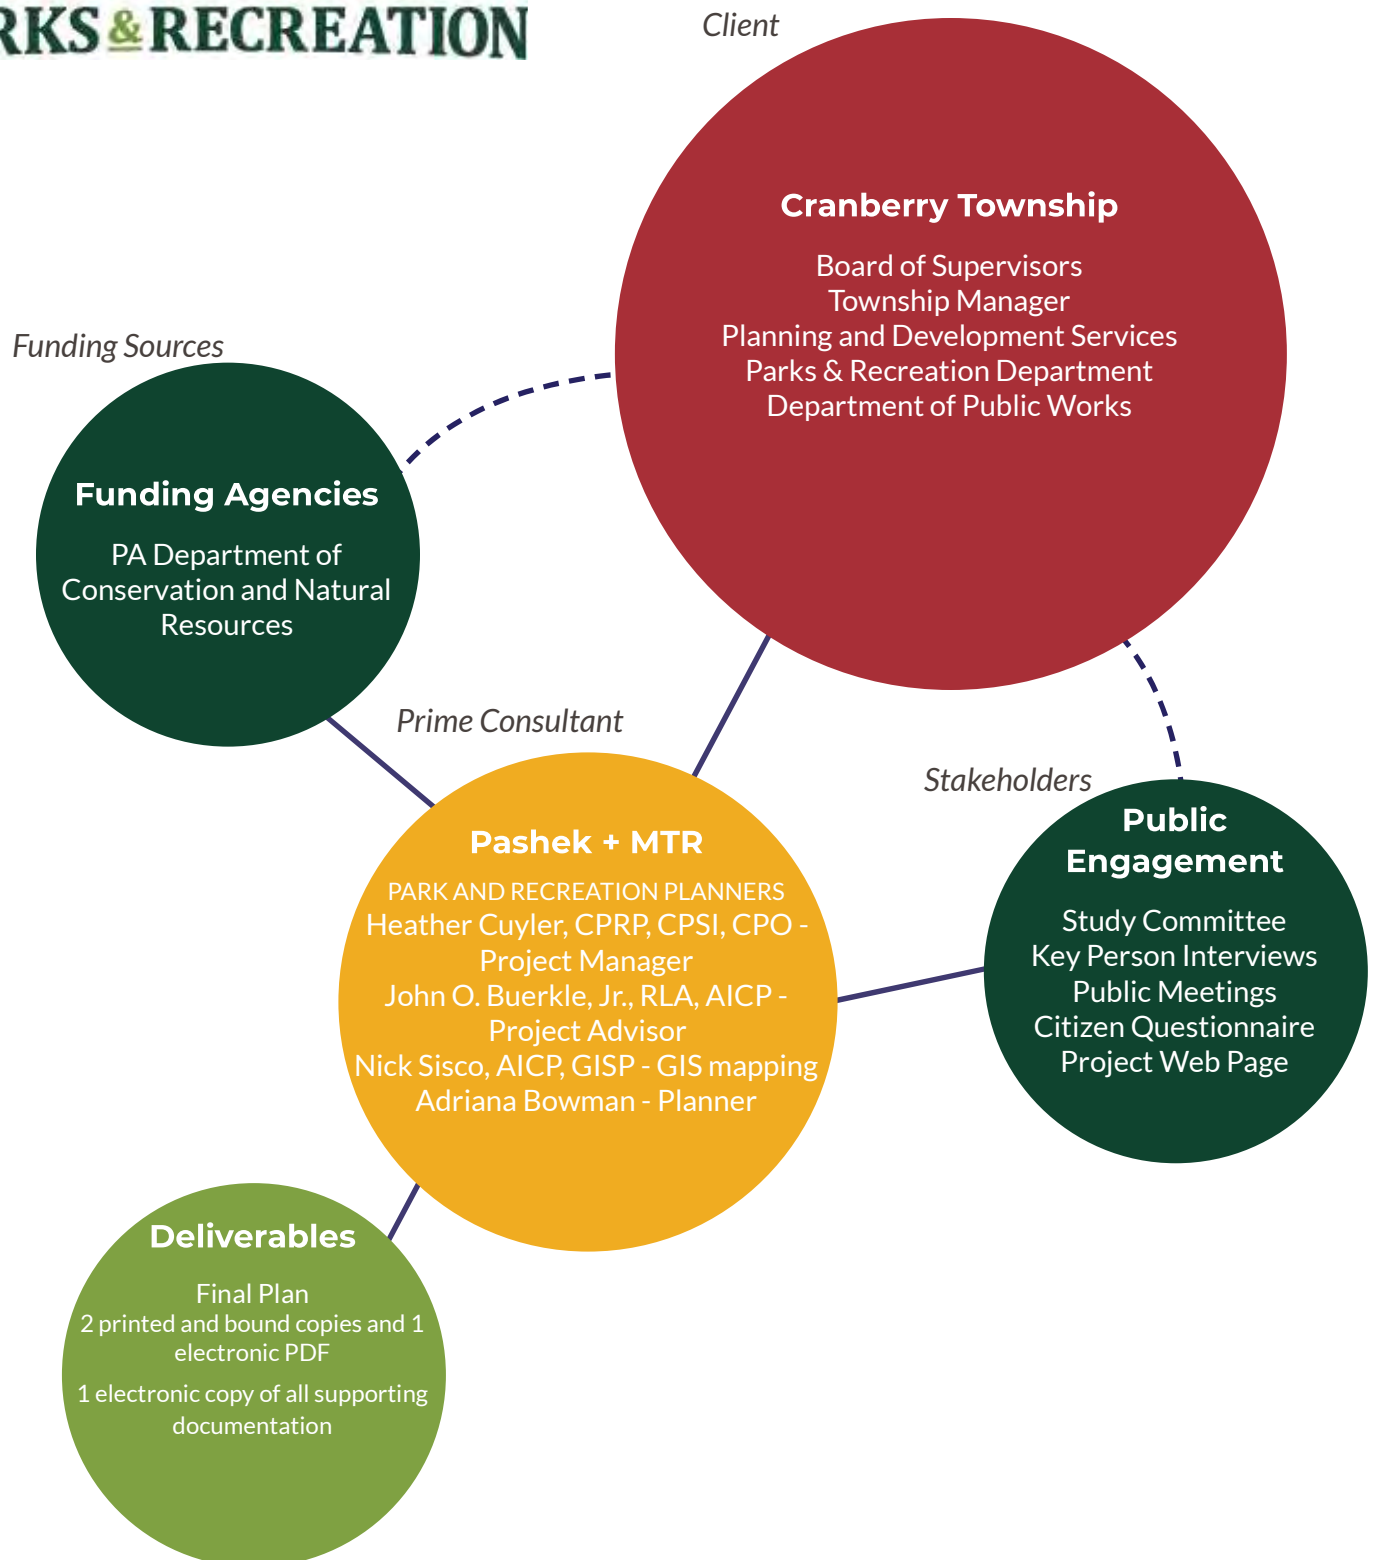 RKS & RECREATION
Client
Cranberry Township
Board of Supervisors
Township Manager
Planning and Development Services
Parks & Recreation Department
Department of Public Works
Funding Sources
Funding Agencies
PA Department of
Conservation and Natural
Resources
Prime Consultant
Pashek + MTR
PARK AND RECREATION PLANNERS
Heather Cuyler, CPRP, CPSI, CPO -
Project Manager
John O. Buerkle, Jr., RLA, AICP -
Project Advisor
Nick Sisco, AICP, GISP - GIS mapping
Adriana Bowman - Planner
Stakeholders
Public
Engagement
Study Committee
Key Person Interviews
Public Meetings
Citizen Questionnaire
Project Web Page
Deliverables
Final Plan
2 printed and bound copies and 1
electronic PDF
1 electronic copy of all supporting
documentation